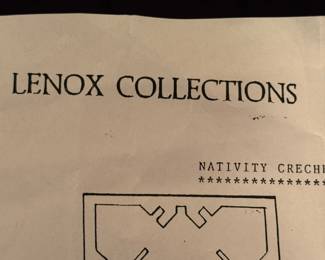 LENOX COLLECTIONS
NATIVITY CRECHE
***************